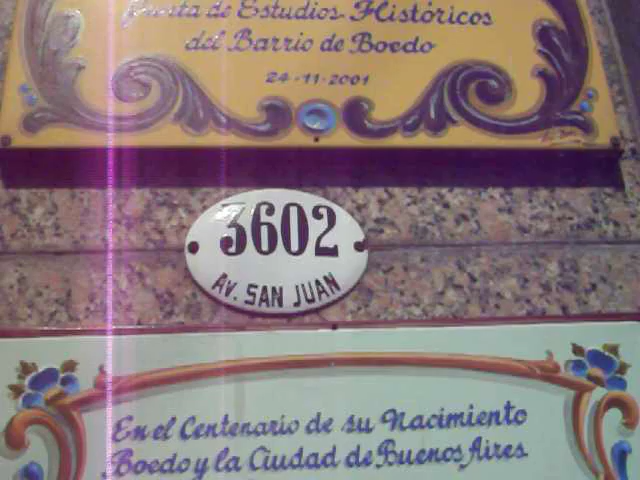 Junta de Estudios Históricos
del Barrio de Boedo
24-11-2001
3602
AV. SAN JUAN
En el Centenario de su Nacimiento
Boedo y la Ciudad de Buenos Aires